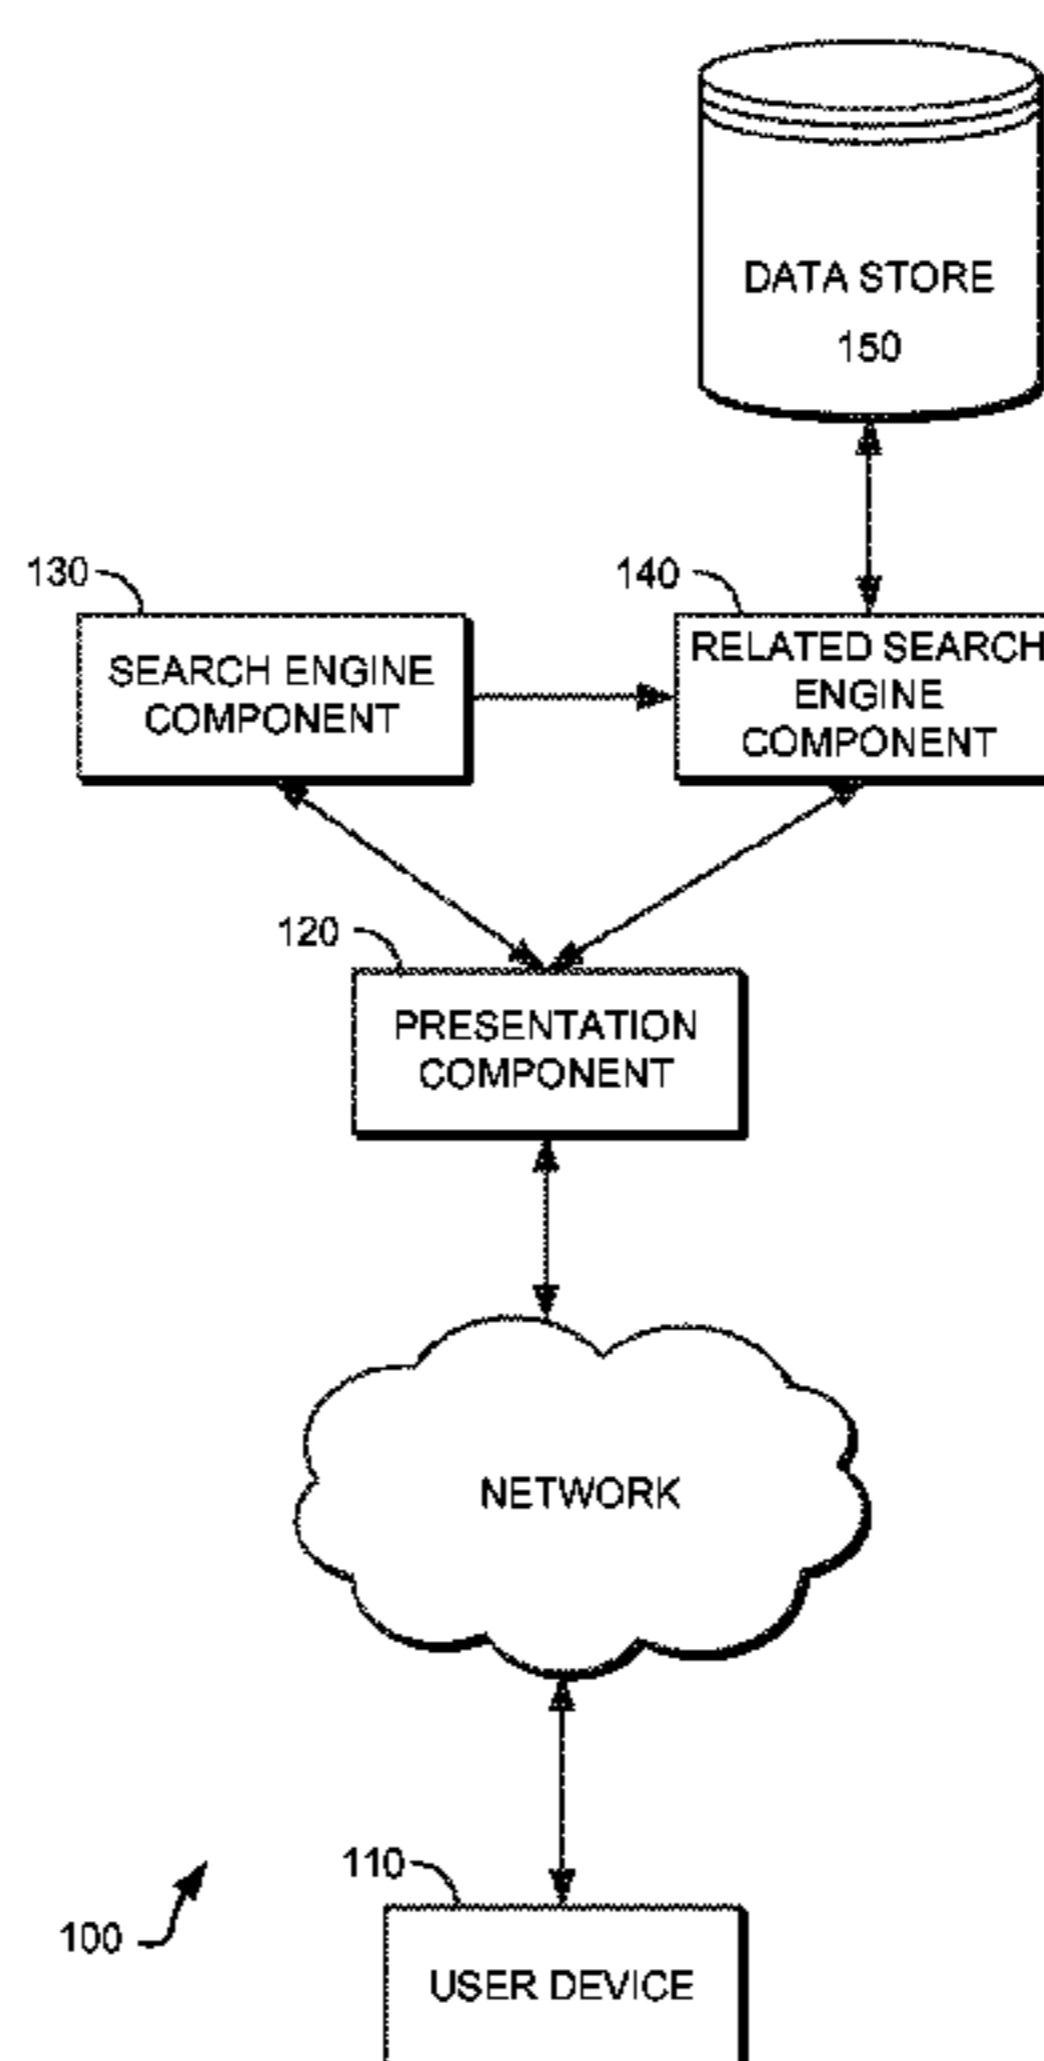 DATA STORE
150
130
140
SEARCH ENGINE
COMPONENT
RELATED SEARCH
ENGINE
COMPONENT
120
PRESENTATION
COMPONENT
NETWORK
110
100
USER DEVICE